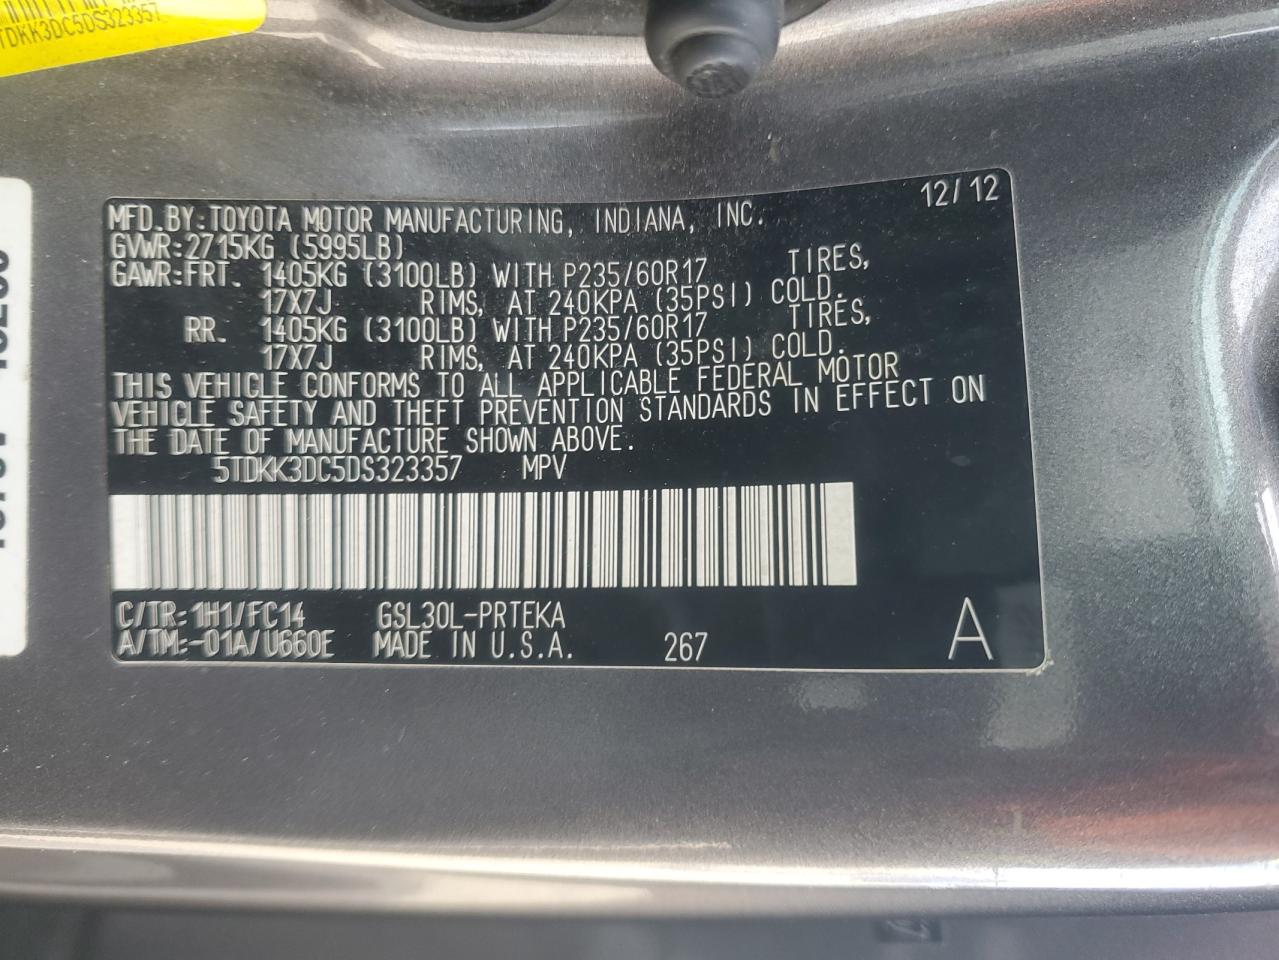 TDKK3DC5DS323357
12/12
MFD.BY:TOYOTA MOTOR MANUFACTURING, INDIANA, INC.
GVWR:2715KG (5995LB)
GAWR:FRT. 1405KG (3100LB) WITH P235/60R17 TIRES,
17X7J RIMS, AT 240KPA (35PSI) COLD.
RR. 1405KG (3100LB) WITH P235/60R17 TIRES,
17X7J RIMS, AT 240KPA (35PSI) COLD.
THIS VEHICLE CONFORMS TO ALL APPLICABLE FEDERAL MOTOR
VEHICLE SAFETY AND THEFT PREVENTION STANDARDS IN EFFECT ON
THE DATE OF MANUFACTURE SHOWN ABOVE.
5TDKK3DC5DS323357 MPV
C/TR:1H1/FC14 GSL30L-PRTEKA
A/TM:-01A/U660E MADE IN U.S.A. 267 A